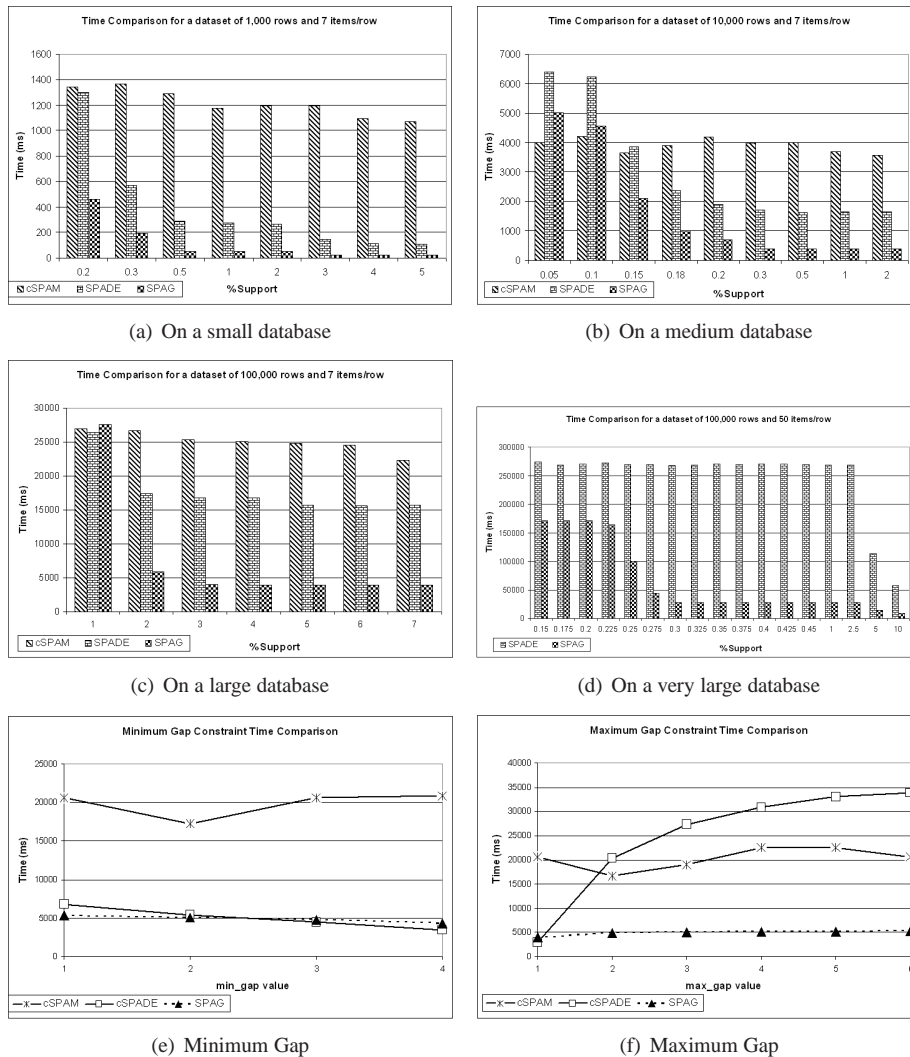 Time Comparison for a dataset of 1,000 rows and 7 items/row
1600
1400
1200
1000
800
600
400
200
0
Time (ms)
0.2 0.3 0.5 1 2 3 4 5
cSPAM SPADE SPAG
%Support
(a) On a small database
Time Comparison for a dataset of 10,000 rows and 7 items/row
7000
6000
5000
4000
3000
2000
1000
0
Time (ms)
0.05 0.1 0.15 0.18 0.2 0.3 0.5 1 2
cSPAM SPADE SPAG
%Support
(b) On a medium database
Time Comparison for a dataset of 100,000 rows and 7 items/row
30000
25000
20000
15000
10000
5000
0
Time (ms)
1 2 3 4 5 6 7
cSPAM SPADE SPAG
%Support
(c) On a large database
Time Comparison for a dataset of 100,000 rows and 50 items/row
300000
250000
200000
150000
100000
50000
0
Time (ms)
0.15 0.175 0.2 0.225 0.25 0.275 0.3 0.325 0.35 0.375 0.4 0.425 0.45 1 2.5 5 10
SPADE SPAG
%Support
(d) On a very large database
Minimum Gap Constraint Time Comparison
25000
20000
15000
10000
5000
0
Time (ms)
1 2 3 4
min_gap value
cSPAM cSPADE SPAG
(e) Minimum Gap
Maximum Gap Constraint Time Comparison
40000
35000
30000
25000
20000
15000
10000
5000
0
Time (ms)
1 2 3 4 5 6
max_gap value
cSPAM cSPADE SPAG
(f) Maximum Gap